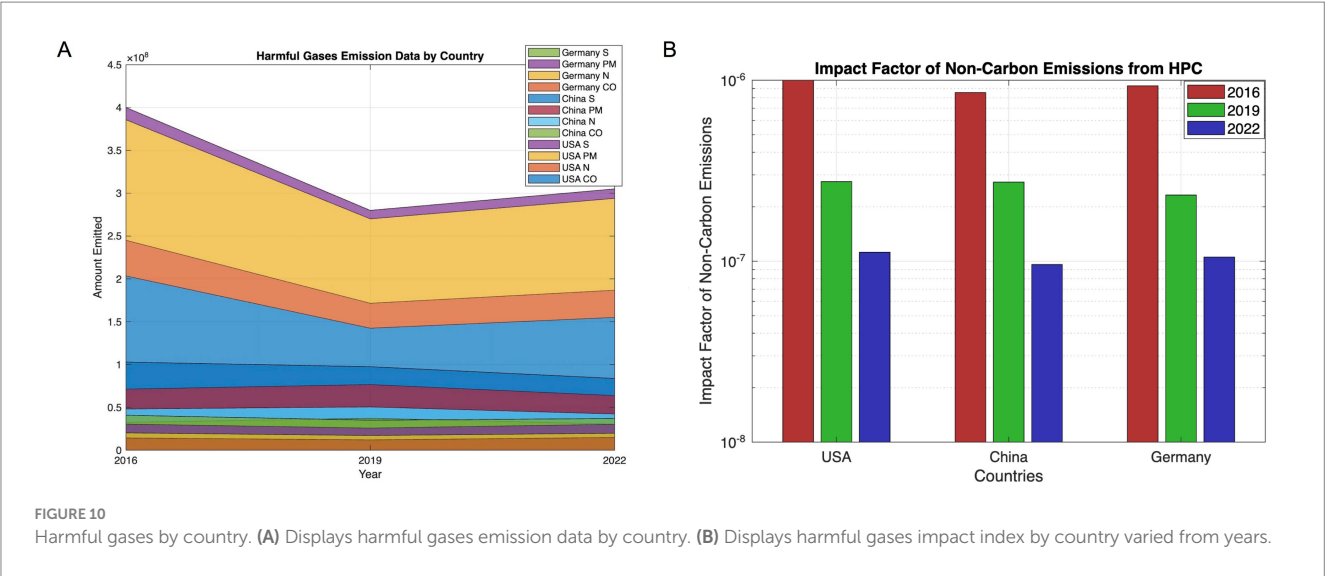 A
Harmful Gases Emission Data by Country
×10⁸
4.5
4
3.5
3
2.5
2
1.5
1
0.5
0
Amount Emitted
2016
2019
2022
Year
Germany S
Germany PM
Germany N
Germany CO
China S
China PM
China N
China CO
USA S
USA PM
USA N
USA CO
B
Impact Factor of Non-Carbon Emissions from HPC
10⁻⁶
10⁻⁷
10⁻⁸
Impact Factor of Non-Carbon Emissions
2016
2019
2022
USA
China
Germany
Countries
FIGURE 10
Harmful gases by country. (A) Displays harmful gases emission data by country. (B) Displays harmful gases impact index by country varied from years.